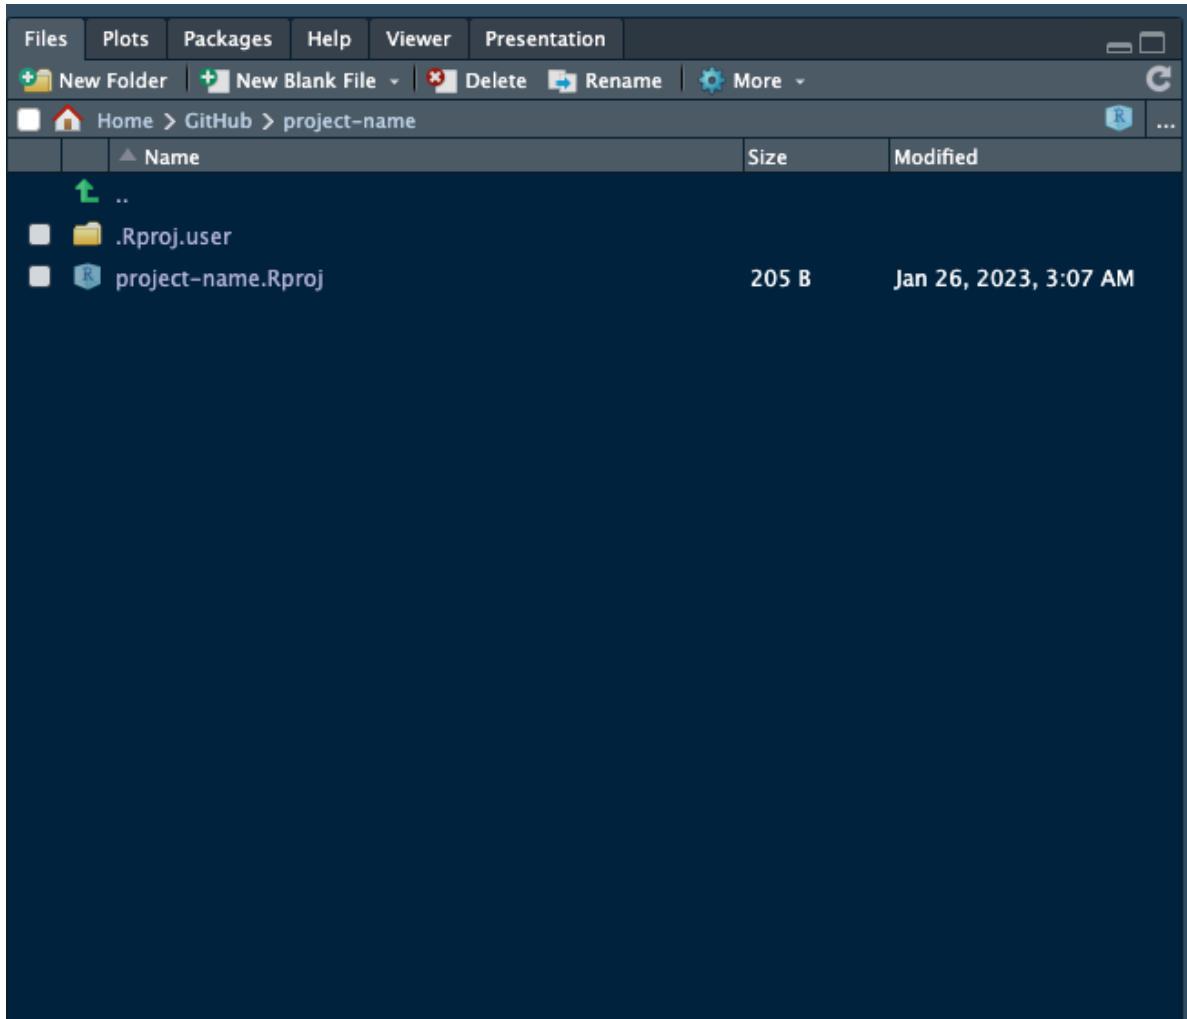 Files Plots Packages Help Viewer Presentation
New Folder New Blank File Delete Rename More
Home > GitHub > project-name R ...
Name Size Modified
..
.Rproj.user
R project-name.Rproj 205 B Jan 26, 2023, 3:07 AM